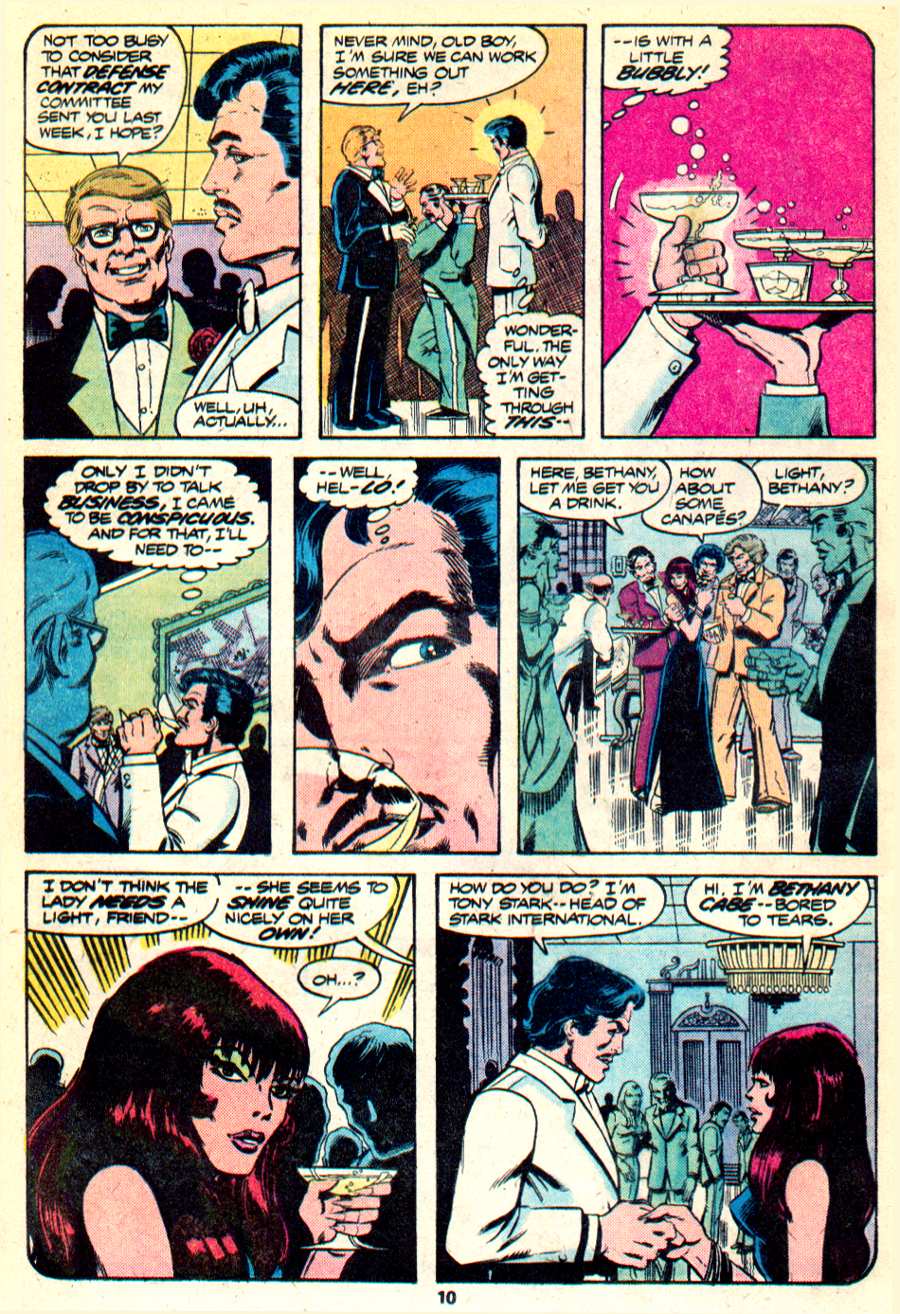 NOT TOO BUSY
TO CONSIDER
THAT DEFENSE
CONTRACT MY
COMMITTEE
SENT YOU LAST
WEEK, I HOPE?
WELL, UH,
ACTUALLY...
NEVER MIND, OLD BOY,
I'M SURE WE CAN WORK
SOMETHING OUT
HERE, EH?
WONDER-
FUL. THE
ONLY WAY
I'M GET-
TING
THROUGH
THIS--
--IS WITH A
LITTLE
BUBBLY!
ONLY I DIDN'T
DROP BY TO TALK
BUSINESS, I CAME
TO BE CONSPICUOUS.
AND FOR THAT, I'LL
NEED TO--
--WELL,
HEL-LO!
HERE, BETHANY,
LET ME GET YOU
A DRINK.
HOW
ABOUT
SOME
CANAPÉS?
LIGHT,
BETHANY?
I DON'T THINK THE
LADY NEEDS A
LIGHT, FRIEND--
--SHE SEEMS TO
SHINE QUITE
NICELY ON HER
OWN!
OH...?
HOW DO YOU DO? I'M
TONY STARK--HEAD OF
STARK INTERNATIONAL.
HI. I'M BETHANY
CABE--BORED
TO TEARS.
10